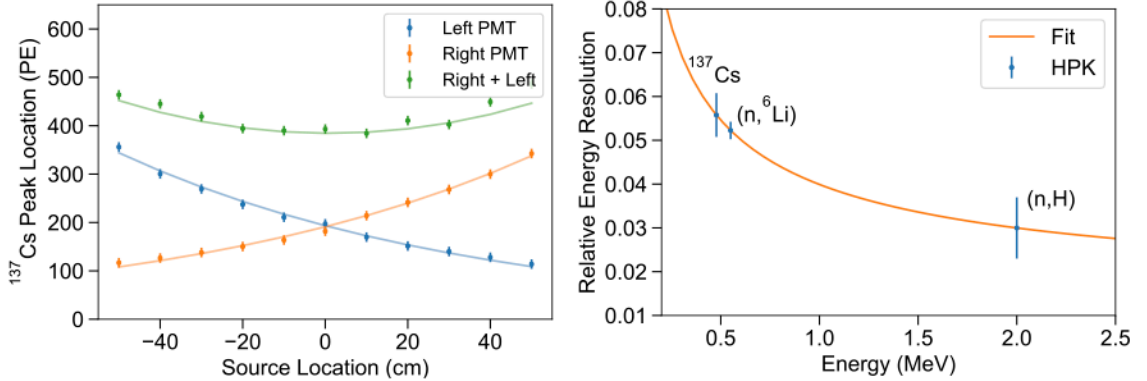 600
500
400
300
200
100
0
¹³⁷Cs Peak Location (PE)
Left PMT
Right PMT
Right + Left
−40
−20
0
20
40
Source Location (cm)
0.08
0.07
0.06
0.05
0.04
0.03
0.02
0.01
Relative Energy Resolution
Fit
HPK
¹³⁷Cs
(n,⁶Li)
(n,H)
0.5
1.0
1.5
2.0
2.5
Energy (MeV)